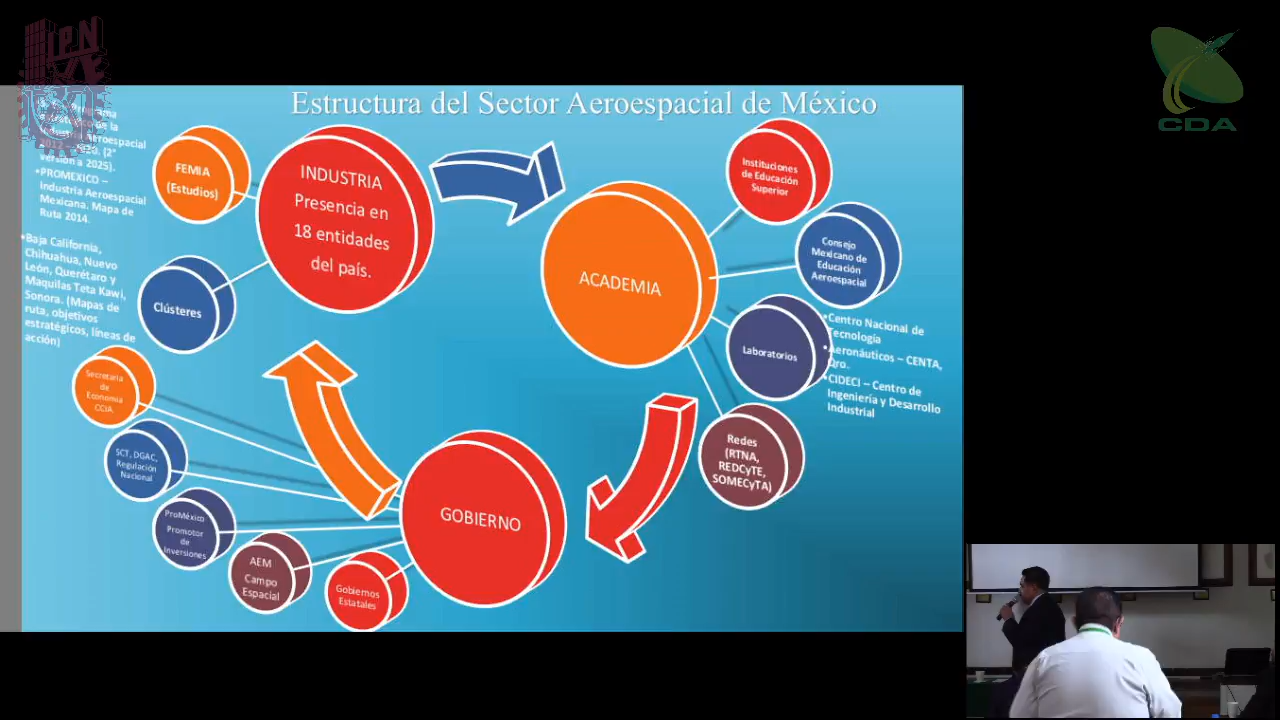 IPN
CDA
Estructura del Sector Aeroespacial de México
Aeroespacial
versión a 2025).
•PROMEXICO –
Industria Aeroespacial
Mexicana. Mapa de
Ruta 2014.
•Baja California,
Chihuahua, Nuevo
León, Querétaro y
Maquilas Teta Kawi,
Sonora. (Mapas de
ruta, objetivos
estratégicos, líneas de
acción)
FEMIA
(Estudios)
Clústeres
INDUSTRIA
Presencia en
18 entidades
del país.
ACADEMIA
Instituciones
de Educación
Superior
Consejo
Mexicano de
Educación
Aeroespacial
Laboratorios
•Centro Nacional de
Tecnología
•Aeronáuticos – CENTA,
Qro.
•CIDECI – Centro de
Ingeniería y Desarrollo
Industrial
Redes
(RTNA,
REDCyTE,
SOMECyTA)
GOBIERNO
Secretaría
de
Economía
CCIA
SCT, DGAC,
Regulación
Nacional
ProMéxico
Promotor
de
Inversiones
AEM
Campo
Espacial
Gobiernos
Estatales